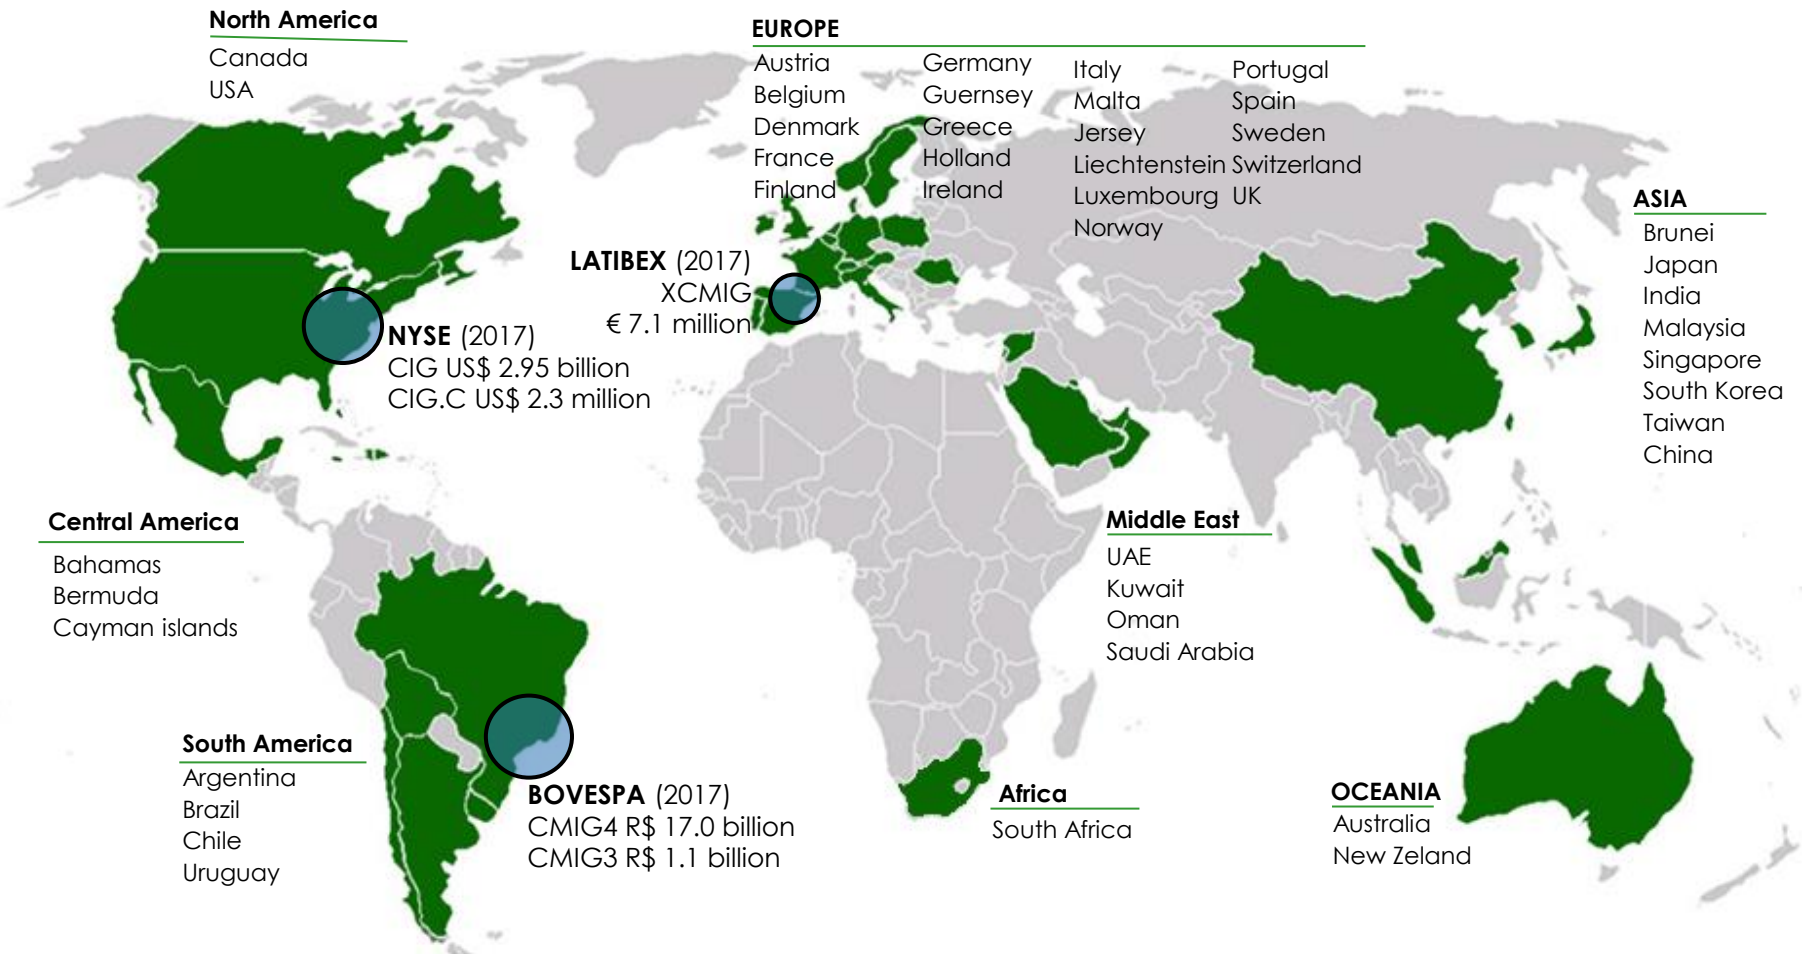 North America
Canada
USA
EUROPE
Austria
Belgium
Denmark
France
Finland
Germany
Guernsey
Greece
Holland
Ireland
Italy
Malta
Jersey
Liechtenstein
Luxembourg
Norway
Portugal
Spain
Sweden
Switzerland
UK
ASIA
Brunei
Japan
India
Malaysia
Singapore
South Korea
Taiwan
China
LATIBEX (2017)
XCMIG
€ 7.1 million
NYSE (2017)
CIG US$ 2.95 billion
CIG.C US$ 2.3 million
Central America
Bahamas
Bermuda
Cayman islands
Middle East
UAE
Kuwait
Oman
Saudi Arabia
South America
Argentina
Brazil
Chile
Uruguay
BOVESPA (2017)
CMIG4 R$ 17.0 billion
CMIG3 R$ 1.1 billion
Africa
South Africa
OCEANIA
Australia
New Zeland